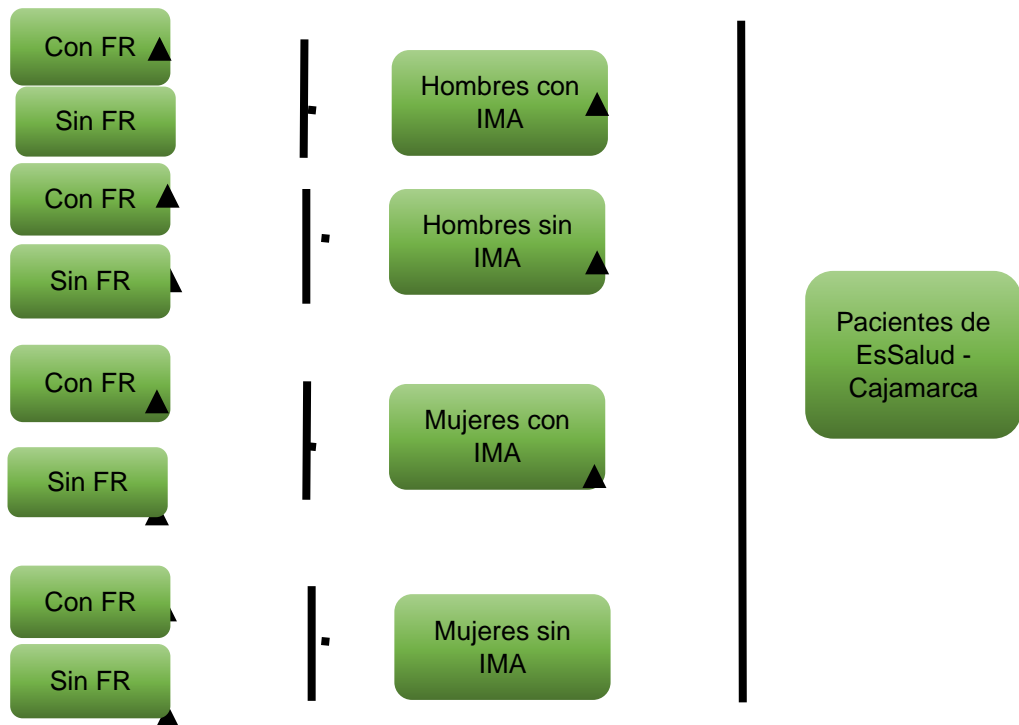 Con FR
Sin FR
Con FR
Sin FR
Con FR
Sin FR
Con FR
Sin FR
Hombres con
IMA
Hombres sin
IMA
Mujeres con
IMA
Mujeres sin
IMA
Pacientes de
EsSalud -
Cajamarca